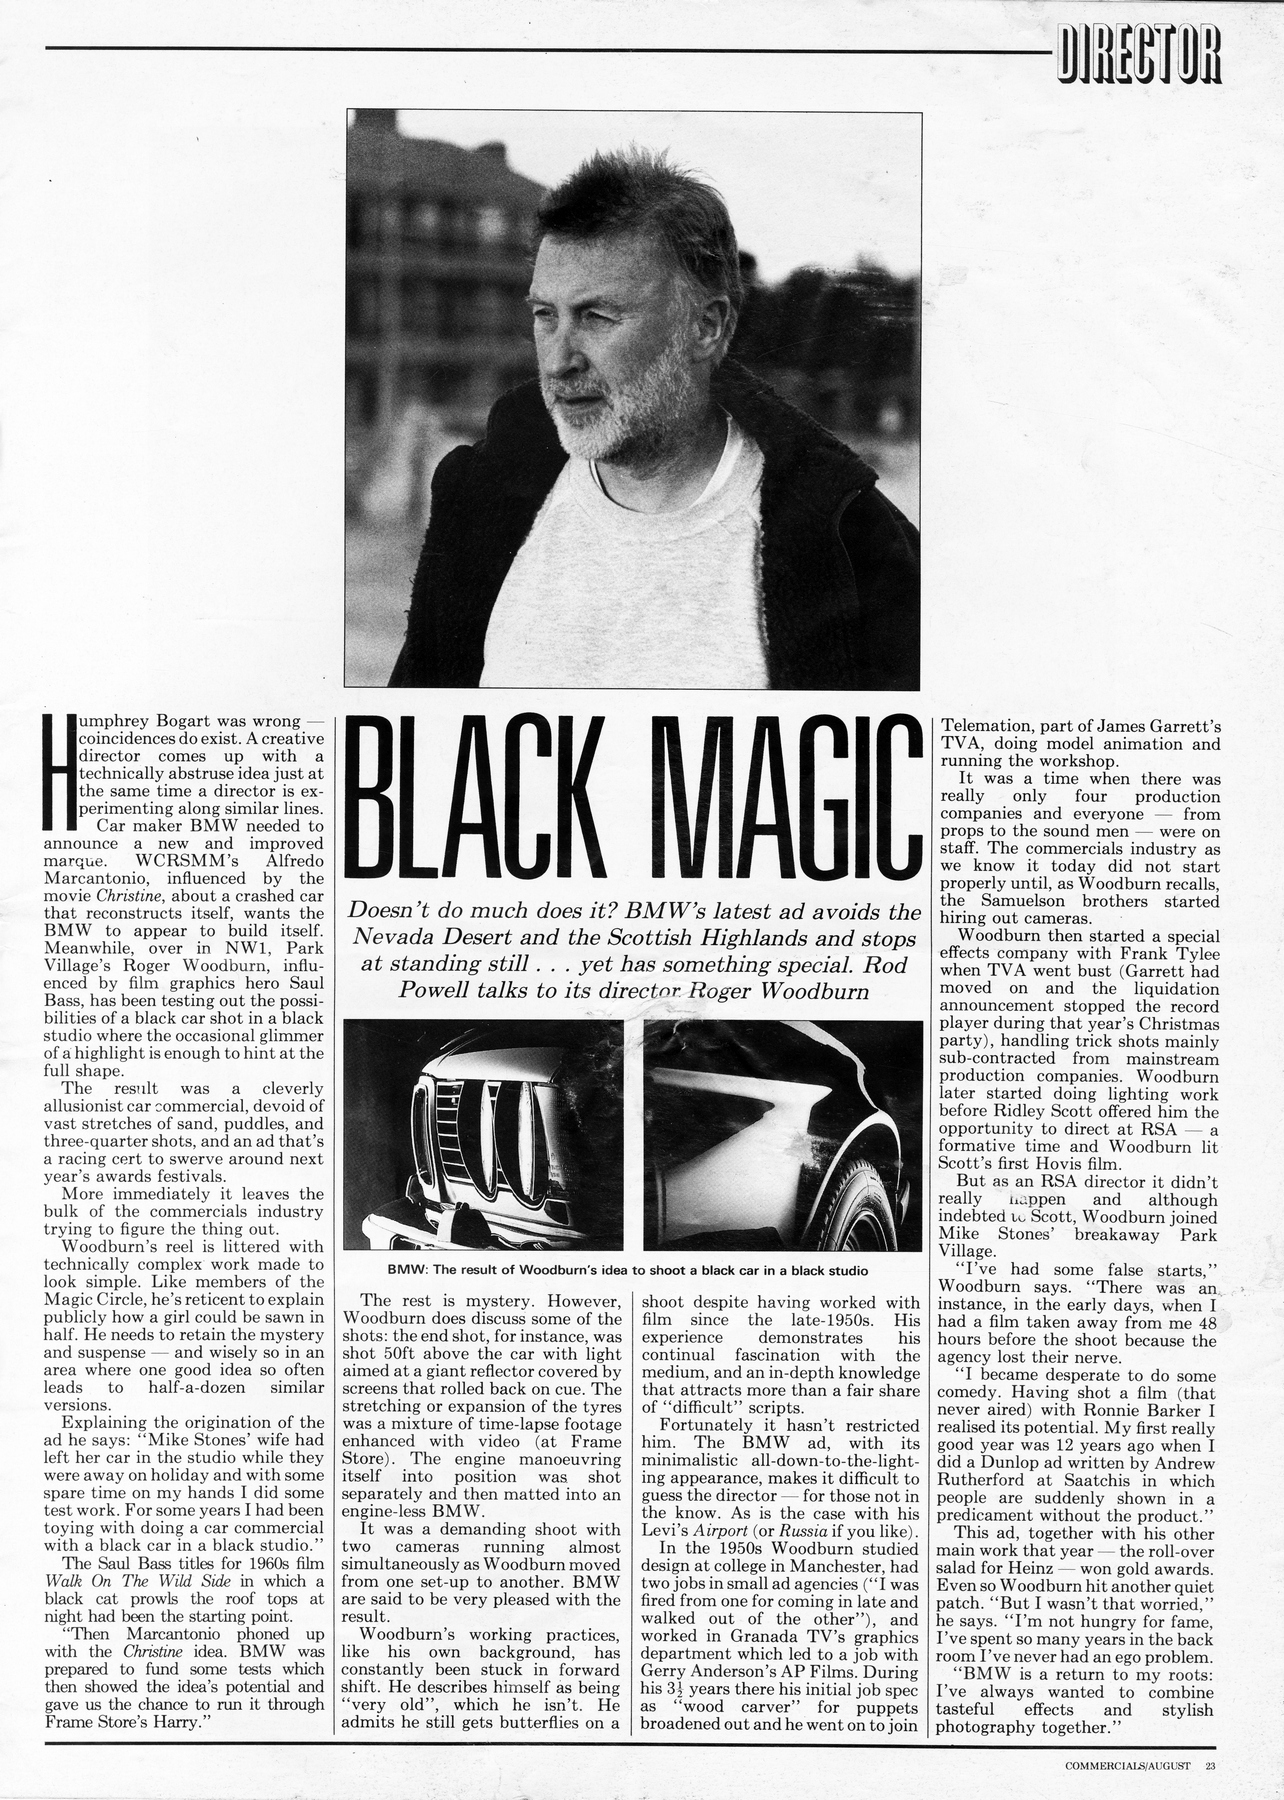 DIRECTOR
BLACK MAGIC
Doesn't do much does it? BMW's latest ad avoids the
Nevada Desert and the Scottish Highlands and stops
at standing still . . . yet has something special. Rod
Powell talks to its director Roger Woodburn
Humphrey Bogart was wrong —
coincidences do exist. A creative
director comes up with a
technically abstruse idea just at
the same time a director is ex-
perimenting along similar lines.
Car maker BMW needed to
announce a new and improved
marque. WCRSMM's Alfredo
Marcantonio, influenced by the
movie Christine, about a crashed car
that reconstructs itself, wants the
BMW to appear to build itself.
Meanwhile, over in NW1, Park
Village's Roger Woodburn, influ-
enced by film graphics hero Saul
Bass, has been testing out the possi-
bilities of a black car shot in a black
studio where the occasional glimmer
of a highlight is enough to hint at the
full shape.
The result was a cleverly
allusionist car commercial, devoid of
vast stretches of sand, puddles, and
three-quarter shots, and an ad that's
a racing cert to swerve around next
year's awards festivals.
More immediately it leaves the
bulk of the commercials industry
trying to figure the thing out.
Woodburn's reel is littered with
technically complex work made to
look simple. Like members of the
Magic Circle, he's reticent to explain
publicly how a girl could be sawn in
half. He needs to retain the mystery
and suspense — and wisely so in an
area where one good idea so often
leads to half-a-dozen similar
versions.
Explaining the origination of the
ad he says: "Mike Stones' wife had
left her car in the studio while they
were away on holiday and with some
spare time on my hands I did some
test work. For some years I had been
toying with doing a car commercial
with a black car in a black studio."
The Saul Bass titles for 1960s film
Walk On The Wild Side in which a
black cat prowls the roof tops at
night had been the starting point.
"Then Marcantonio phoned up
with the Christine idea. BMW was
prepared to fund some tests which
then showed the idea's potential and
gave us the chance to run it through
Frame Store's Harry."
BMW: The result of Woodburn's idea to shoot a black car in a black studio
The rest is mystery. However,
Woodburn does discuss some of the
shots: the end shot, for instance, was
shot 50ft above the car with light
aimed at a giant reflector covered by
screens that rolled back on cue. The
stretching or expansion of the tyres
was a mixture of time-lapse footage
enhanced with video (at Frame
Store). The engine manoeuvring
itself into position was shot
separately and then matted into an
engine-less BMW.
It was a demanding shoot with
two cameras running almost
simultaneously as Woodburn moved
from one set-up to another. BMW
are said to be very pleased with the
result.
Woodburn's working practices,
like his own background, has
constantly been stuck in forward
shift. He describes himself as being
"very old", which he isn't. He
admits he still gets butterflies on a
shoot despite having worked with
film since the late-1950s. His
experience demonstrates his
continual fascination with the
medium, and an in-depth knowledge
that attracts more than a fair share
of "difficult" scripts.
Fortunately it hasn't restricted
him. The BMW ad, with its
minimalistic all-down-to-the-light-
ing appearance, makes it difficult to
guess the director — for those not in
the know. As is the case with his
Levi's Airport (or Russia if you like).
In the 1950s Woodburn studied
design at college in Manchester, had
two jobs in small ad agencies ("I was
fired from one for coming in late and
walked out of the other"), and
worked in Granada TV's graphics
department which led to a job with
Gerry Anderson's AP Films. During
his 3½ years there his initial job spec
as "wood carver" for puppets
broadened out and he went on to join
Telemation, part of James Garrett's
TVA, doing model animation and
running the workshop.
It was a time when there was
really only four production
companies and everyone — from
props to the sound men — were on
staff. The commercials industry as
we know it today did not start
properly until, as Woodburn recalls,
the Samuelson brothers started
hiring out cameras.
Woodburn then started a special
effects company with Frank Tylee
when TVA went bust (Garrett had
moved on and the liquidation
announcement stopped the record
player during that year's Christmas
party), handling trick shots mainly
sub-contracted from mainstream
production companies. Woodburn
later started doing lighting work
before Ridley Scott offered him the
opportunity to direct at RSA — a
formative time and Woodburn lit
Scott's first Hovis film.
But as an RSA director it didn't
really happen and although
indebted to Scott, Woodburn joined
Mike Stones' breakaway Park
Village.
"I've had some false starts,"
Woodburn says. "There was an
instance, in the early days, when I
had a film taken away from me 48
hours before the shoot because the
agency lost their nerve.
"I became desperate to do some
comedy. Having shot a film (that
never aired) with Ronnie Barker I
realised its potential. My first really
good year was 12 years ago when I
did a Dunlop ad written by Andrew
Rutherford at Saatchis in which
people are suddenly shown in a
predicament without the product."
This ad, together with his other
main work that year — the roll-over
salad for Heinz — won gold awards.
Even so Woodburn hit another quiet
patch. "But I wasn't that worried,"
he says. "I'm not hungry for fame,
I've spent so many years in the back
room I've never had an ego problem.
"BMW is a return to my roots:
I've always wanted to combine
tasteful effects and stylish
photography together."
COMMERCIALS/AUGUST 23